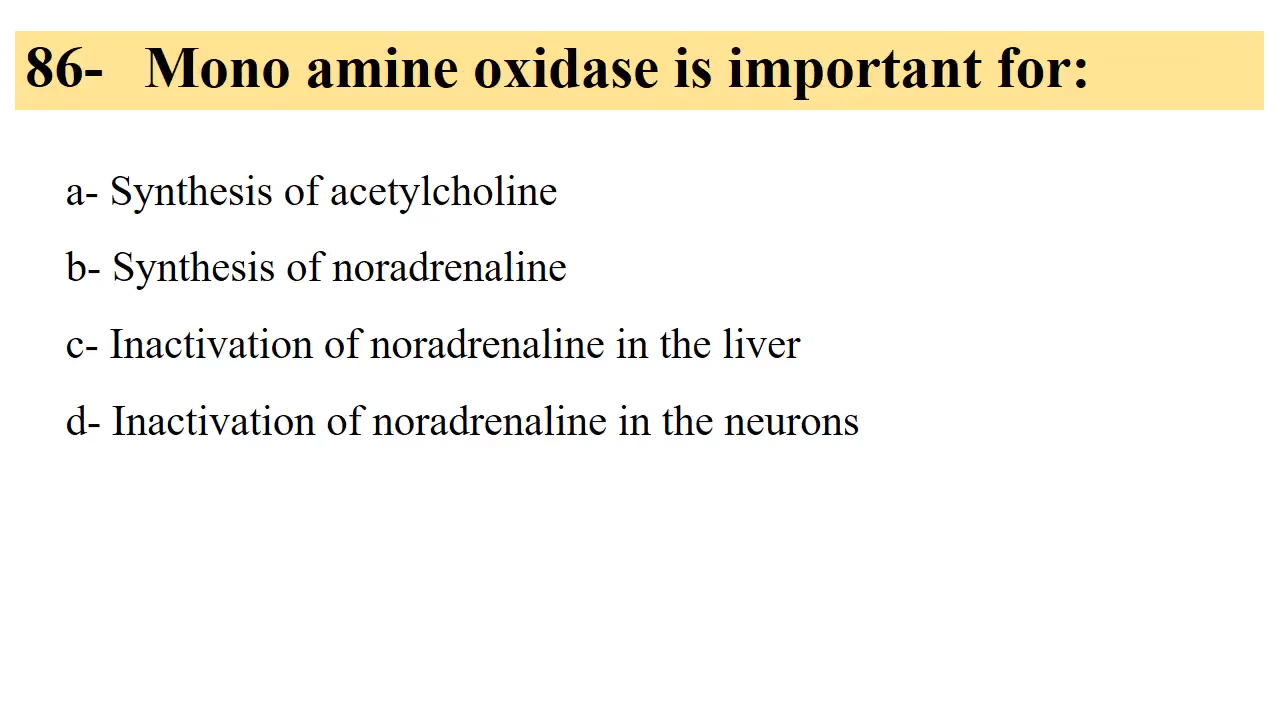 86- Mono amine oxidase is important for:
a- Synthesis of acetylcholine
b- Synthesis of noradrenaline
c- Inactivation of noradrenaline in the liver
d- Inactivation of noradrenaline in the neurons